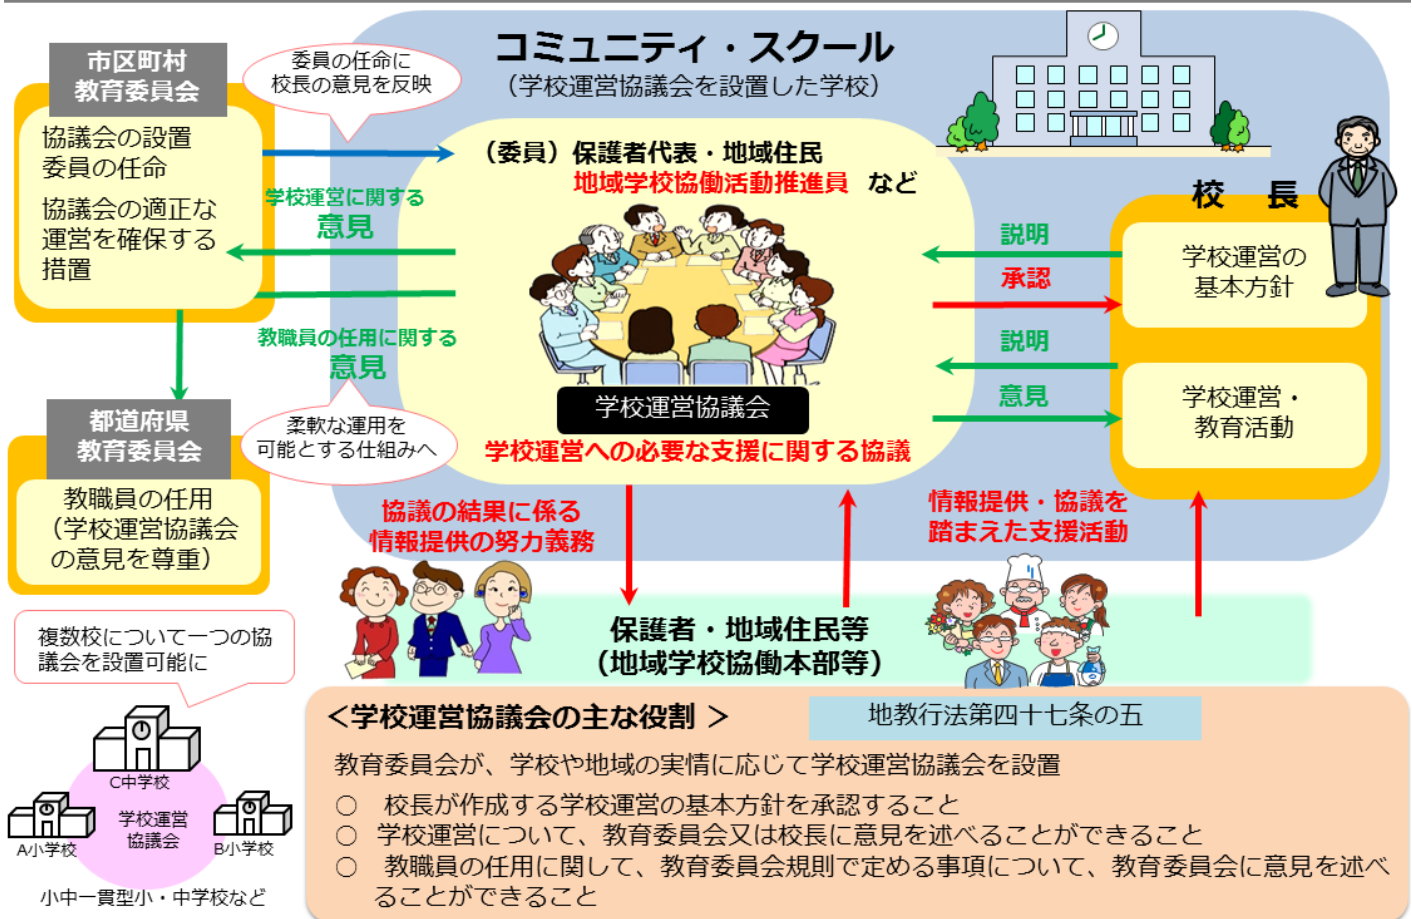 コミュニティ・スクール
（学校運営協議会を設置した学校）
市区町村
教育委員会
協議会の設置
委員の任命
協議会の適正な
運営を確保する
措置
委員の任命に
校長の意見を反映
学校運営に関する
意見
教職員の任用に関する
意見
柔軟な運用を
可能とする仕組みへ
都道府県
教育委員会
教職員の任用
（学校運営協議会
の意見を尊重）
（委員）保護者代表・地域住民
地域学校協働活動推進員 など
学校運営協議会
学校運営への必要な支援に関する協議
説明
承認
説明
意見
校 長
学校運営の
基本方針
学校運営・
教育活動
協議の結果に係る
情報提供の努力義務
情報提供・協議を
踏まえた支援活動
保護者・地域住民等
（地域学校協働本部等）
複数校について一つの協
議会を設置可能に
C中学校
学校運営
協議会
A小学校
B小学校
小中一貫型小・中学校など
＜学校運営協議会の主な役割 ＞
地教行法第四十七条の五
教育委員会が、学校や地域の実情に応じて学校運営協議会を設置
○ 校長が作成する学校運営の基本方針を承認すること
○ 学校運営について、教育委員会又は校長に意見を述べることができること
○ 教職員の任用に関して、教育委員会規則で定める事項について、教育委員会に意見を述べ
ることができること